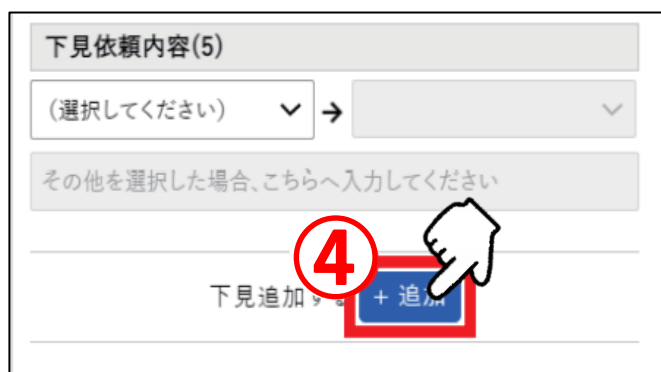 下見依頼内容(5)
(選択してください) →
その他を選択した場合、こちらへ入力してください
④
下見追加する + 追加